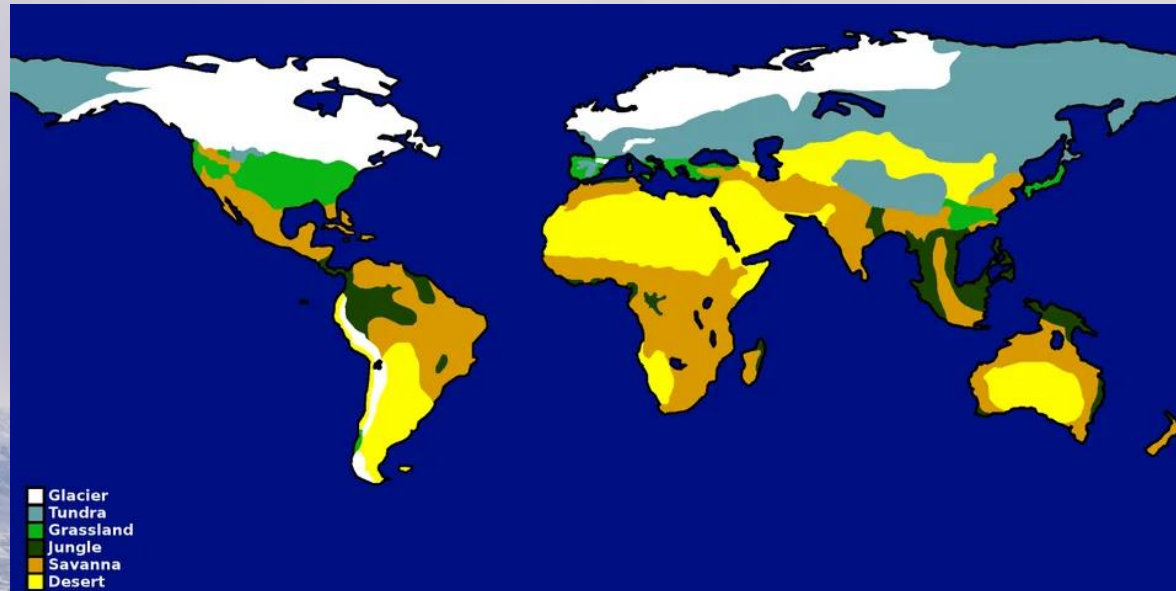 Glacier
Tundra
Grassland
Jungle
Savanna
Desert